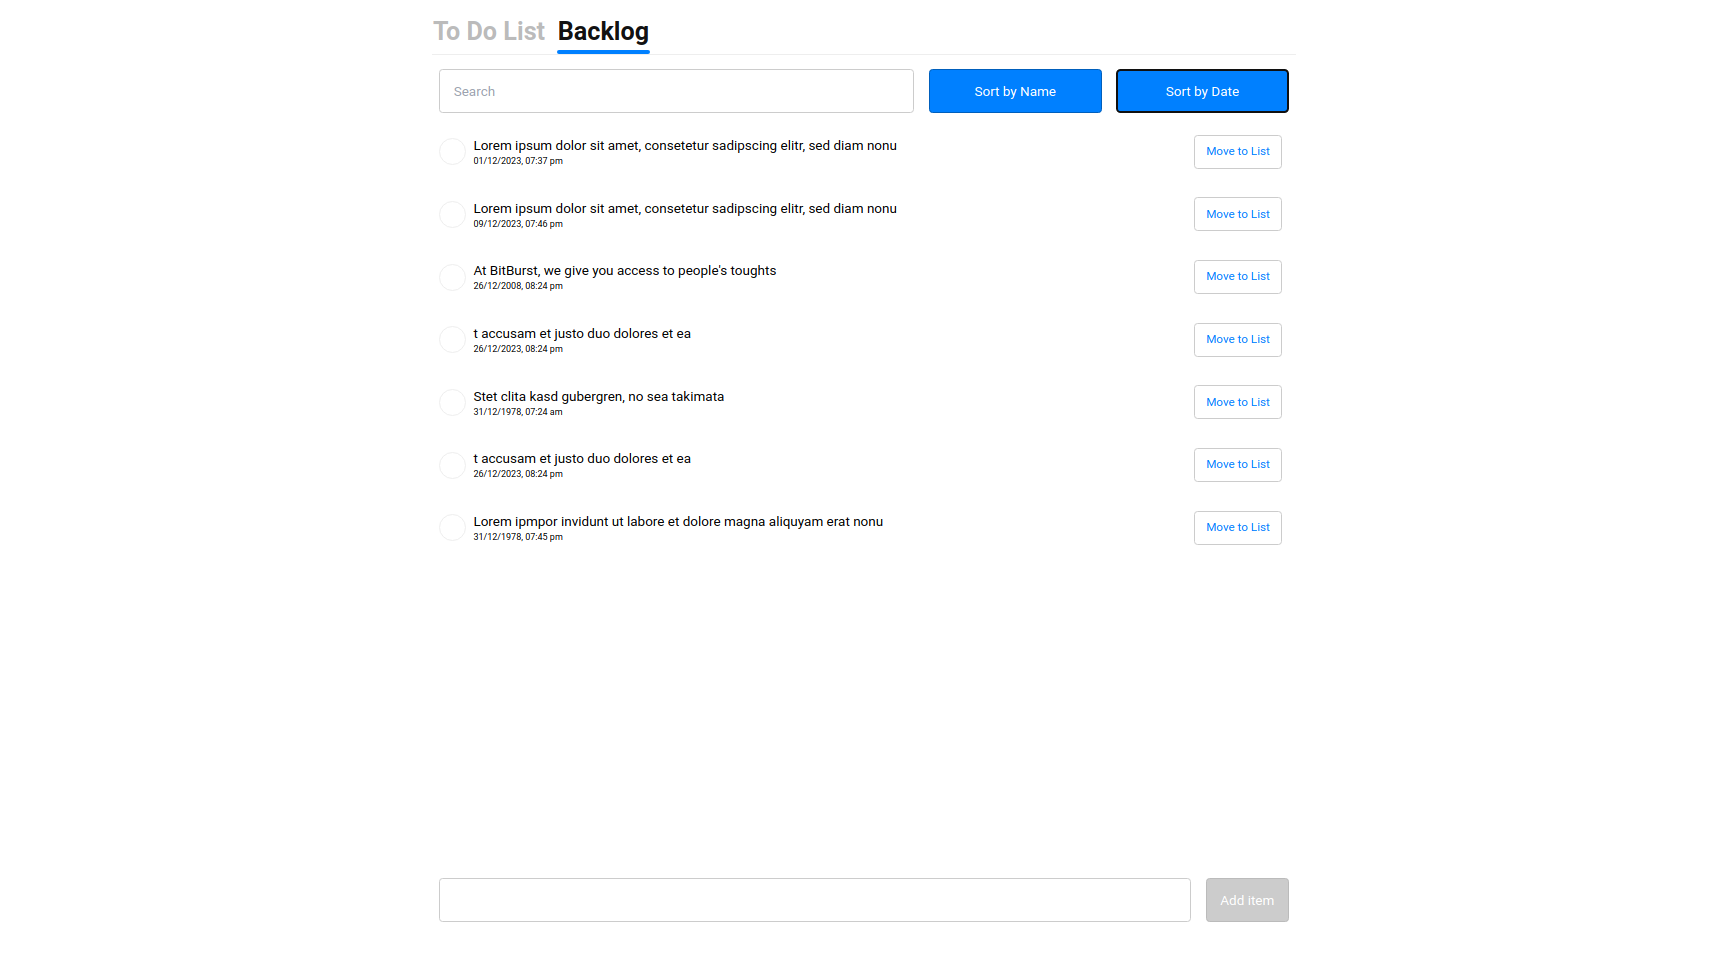 To Do List Backlog
Search Sort by Name Sort by Date
Lorem ipsum dolor sit amet, consetetur sadipscing elitr, sed diam nonu
01/12/2023, 07:37 pm
Move to List
Lorem ipsum dolor sit amet, consetetur sadipscing elitr, sed diam nonu
09/12/2023, 07:46 pm
Move to List
At BitBurst, we give you access to people's toughts
26/12/2008, 08:24 pm
Move to List
t accusam et justo duo dolores et ea
26/12/2023, 08:24 pm
Move to List
Stet clita kasd gubergren, no sea takimata
31/12/1978, 07:24 am
Move to List
t accusam et justo duo dolores et ea
26/12/2023, 08:24 pm
Move to List
Lorem ipmpor invidunt ut labore et dolore magna aliquyam erat nonu
31/12/1978, 07:45 pm
Move to List
Add item